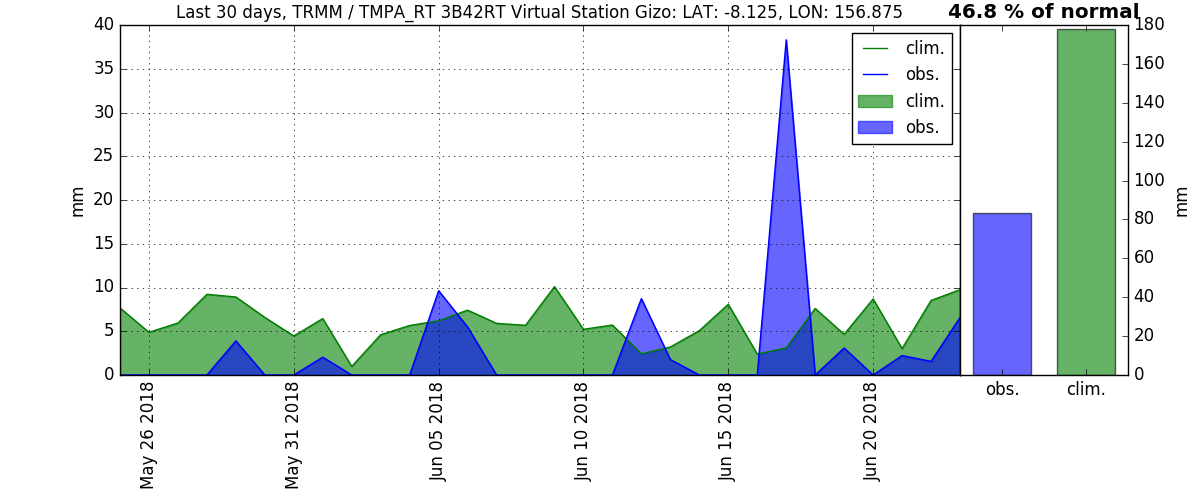 Last 30 days, TRMM / TMPA_RT 3B42RT Virtual Station Gizo: LAT: -8.125, LON: 156.875
46.8 % of normal
mm
40
35
30
25
20
15
10
5
0
clim.
obs.
clim.
obs.
May 26 2018
May 31 2018
Jun 05 2018
Jun 10 2018
Jun 15 2018
Jun 20 2018
180
160
140
120
100
80
60
40
20
0
mm
obs.
clim.